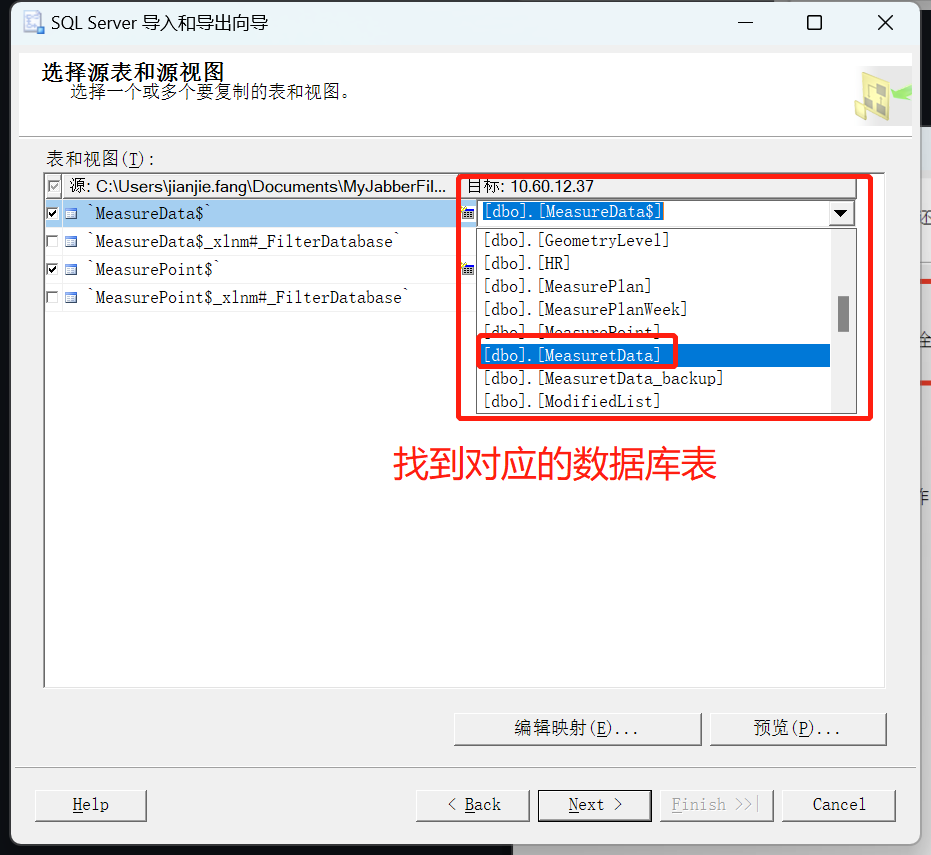 SQL Server 导入和导出向导
选择源表和源视图
选择一个或多个要复制的表和视图。
表和视图(T):
源: C:\Users\jianjie.fang\Documents\MyJabberFil...
目标: 10.60.12.37
`MeasureData$`
[dbo].[MeasureData$]
`MeasureData$_xlnm#_FilterDatabase`
`MeasurePoint$`
`MeasurePoint$_xlnm#_FilterDatabase`
[dbo].[GeometryLevel]
[dbo].[HR]
[dbo].[MeasurePlan]
[dbo].[MeasurePlanWeek]
[dbo].[MeasurePoint]
[dbo].[MeasuretData]
[dbo].[MeasuretData_backup]
[dbo].[ModifiedList]
找到对应的数据库表
编辑映射(E)...
预览(P)...
Help
< Back
Next >
Finish >>|
Cancel